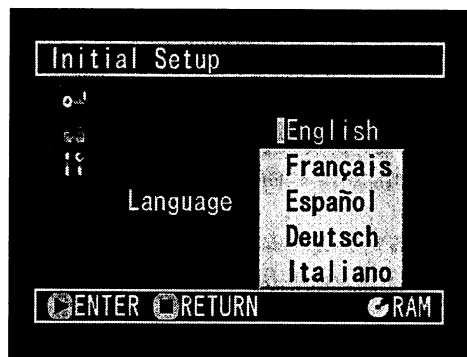 Initial Setup
English
Français
Español
Language
Deutsch
Italiano
ENTER RETURN RAM